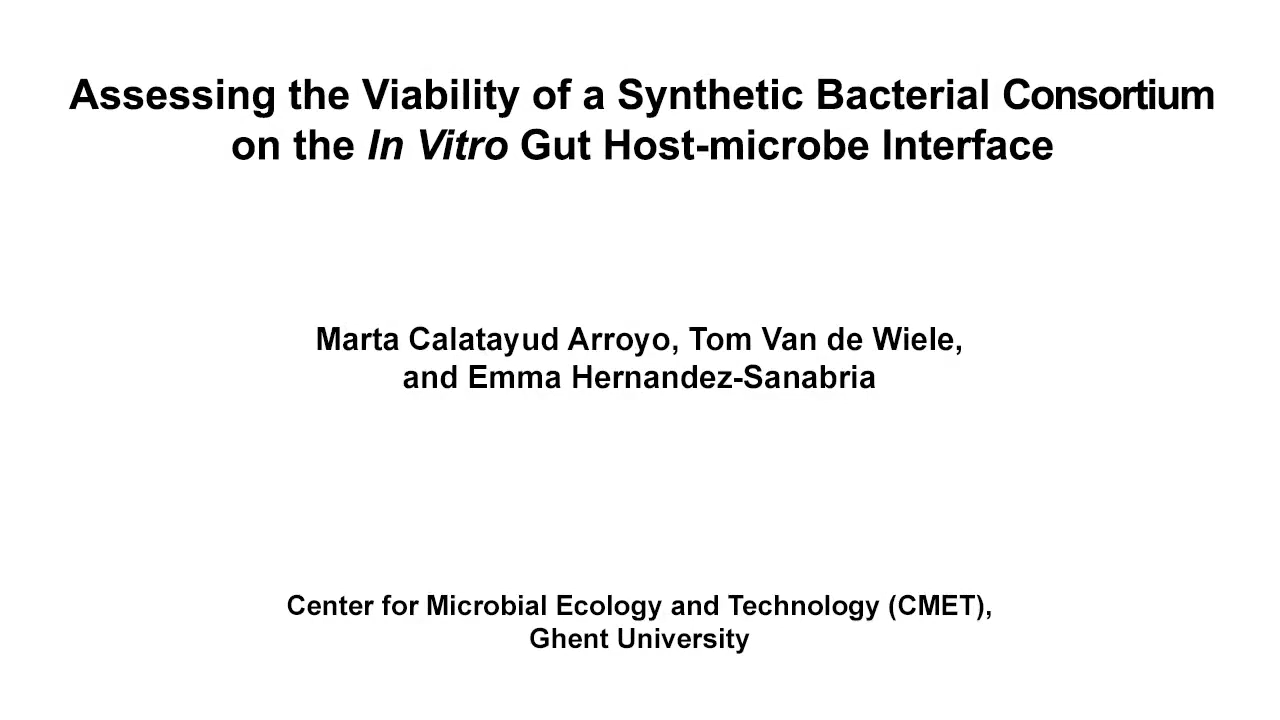 Assessing the Viability of a Synthetic Bacterial Consortium
on the In Vitro Gut Host-microbe Interface
Marta Calatayud Arroyo, Tom Van de Wiele,
and Emma Hernandez-Sanabria
Center for Microbial Ecology and Technology (CMET),
Ghent University